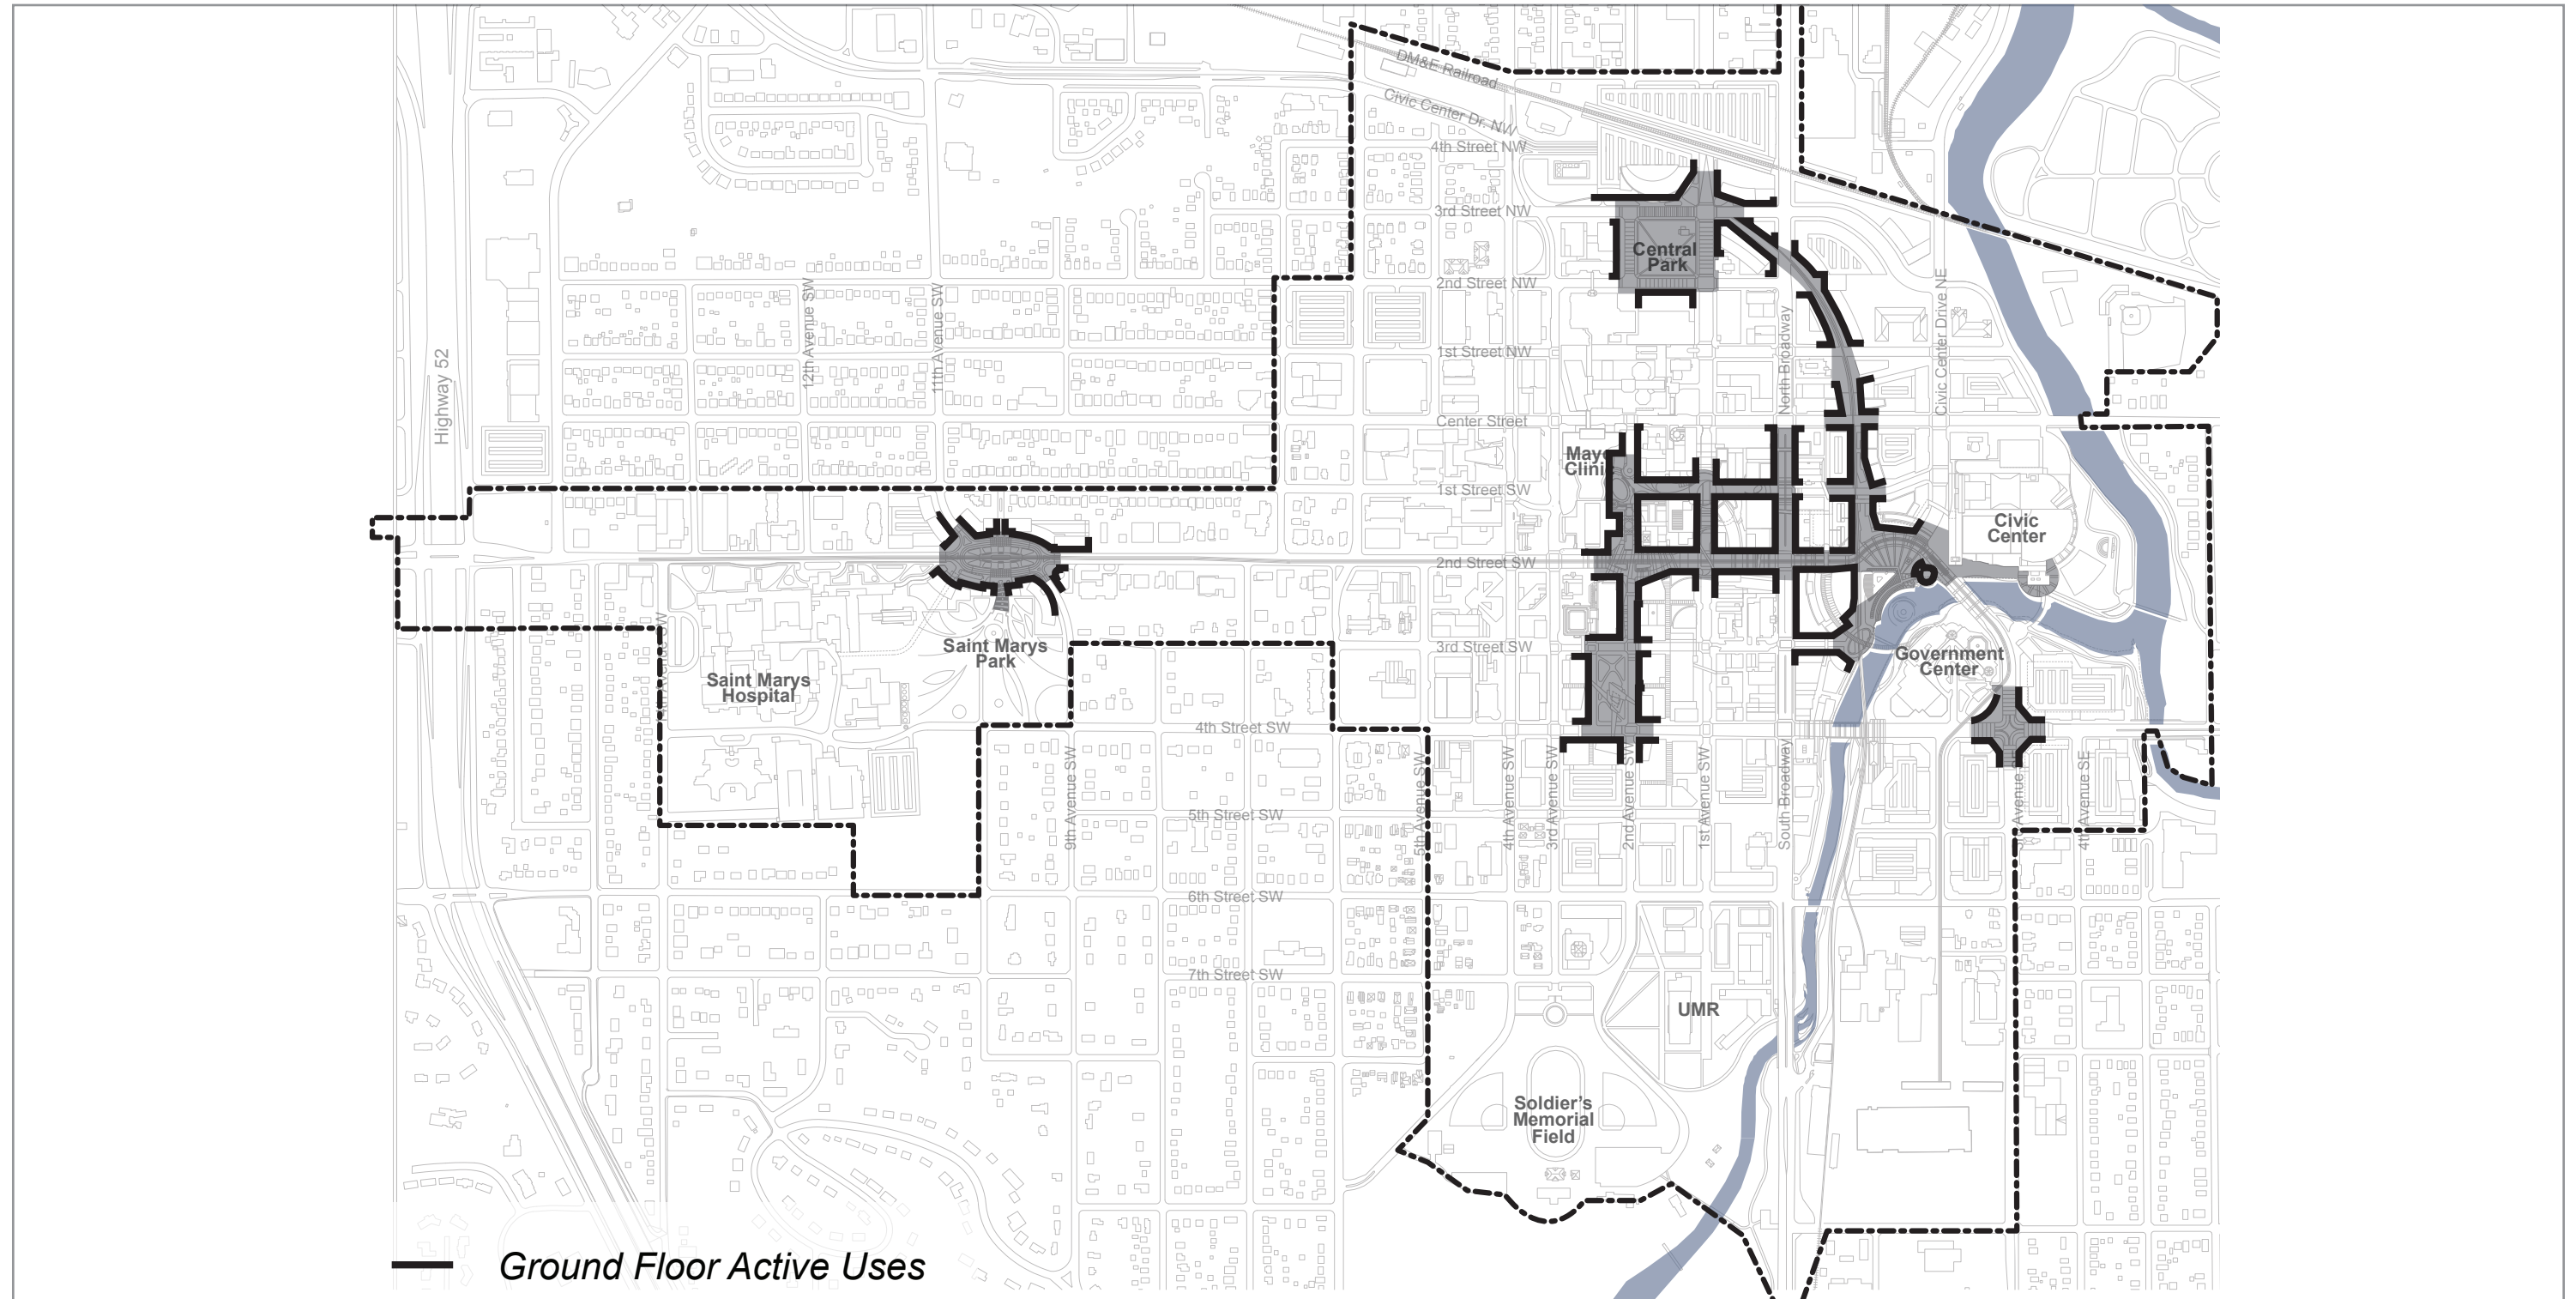 DM&E Railroad
Civic Center Dr. NW
4th Street NW
3rd Street NW
Central
Park
2nd Street NW
12th Avenue SW
11th Avenue SW
Highway 52
1st Street NW
North Broadway
Civic Center Drive NE
Center Street
Mayo
Clinic
1st Street SW
Civic
Center
2nd Street SW
Saint Marys
Park
3rd Street SW
Government
Center
Saint Marys
Hospital
4th Street SW
9th Avenue SW
5th Avenue SW
4th Avenue SW
3rd Avenue SW
2nd Avenue SW
1st Avenue SW
South Broadway
4th Avenue SE
5th Street SW
6th Street SW
7th Street SW
UMR
Soldier's
Memorial
Field
Ground Floor Active Uses